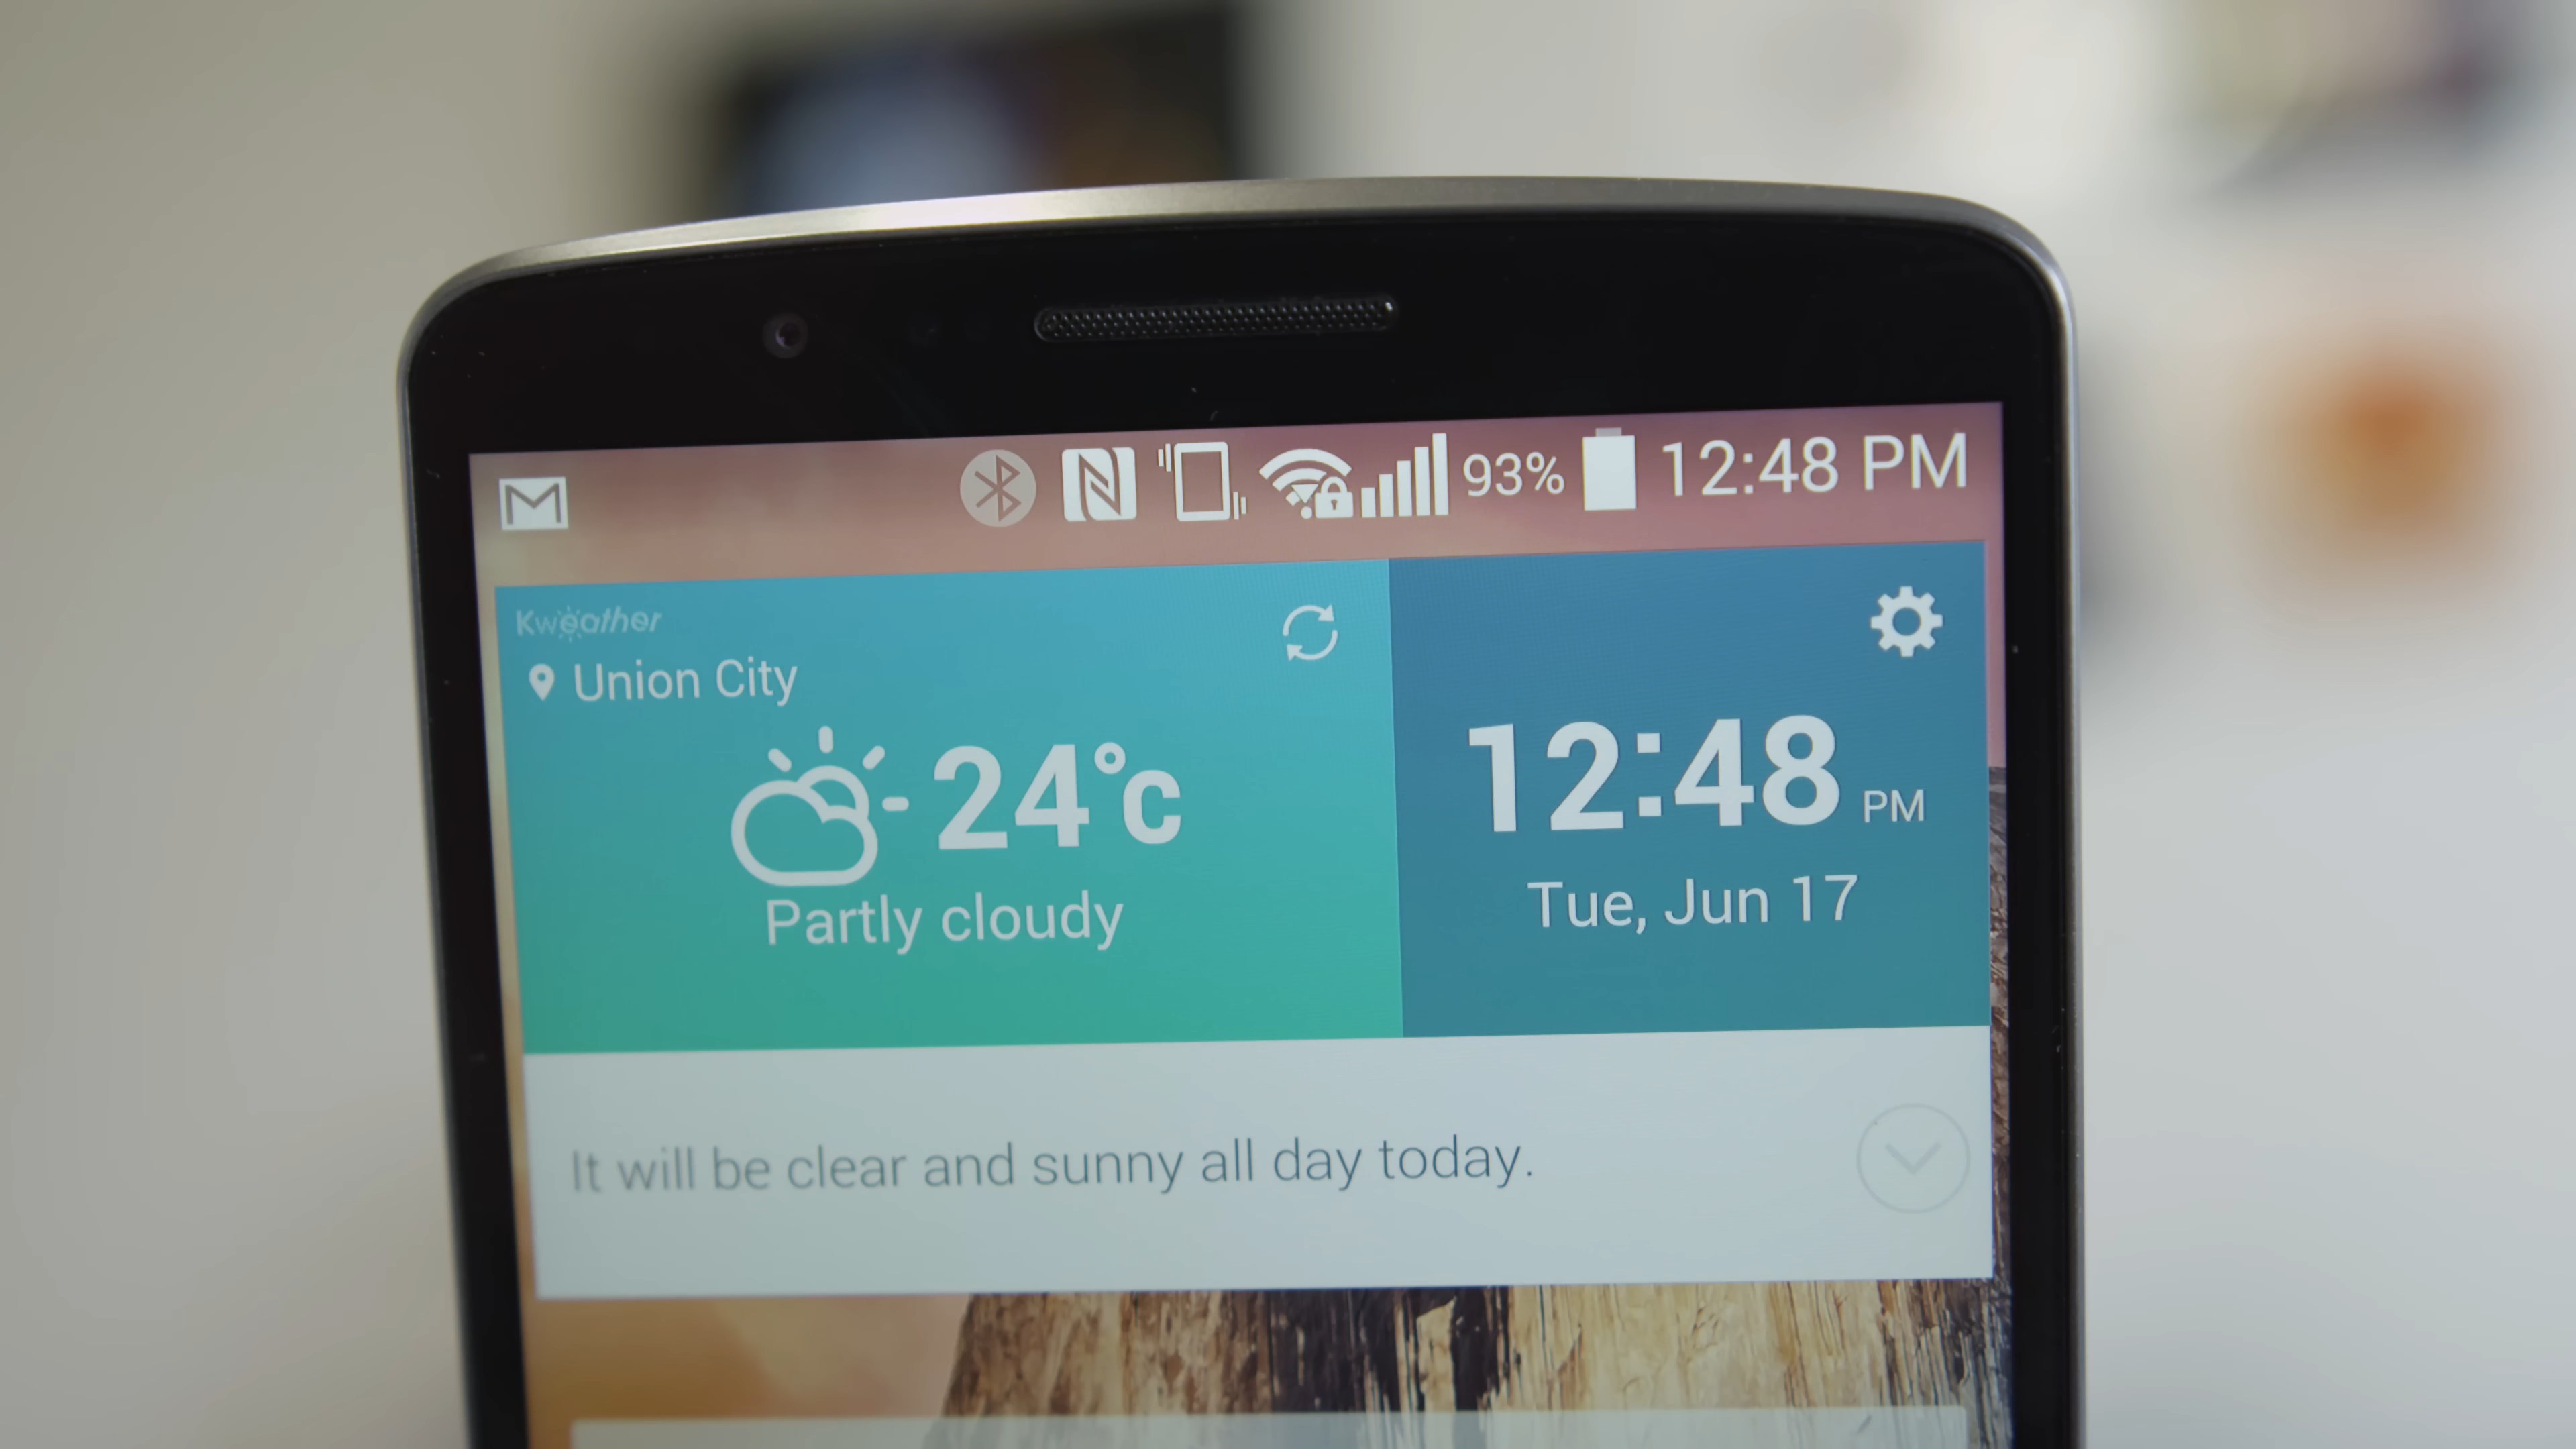 93% 12:48 PM
Kweather
Union City
24°c
Partly cloudy
12:48 PM
Tue, Jun 17
It will be clear and sunny all day today.